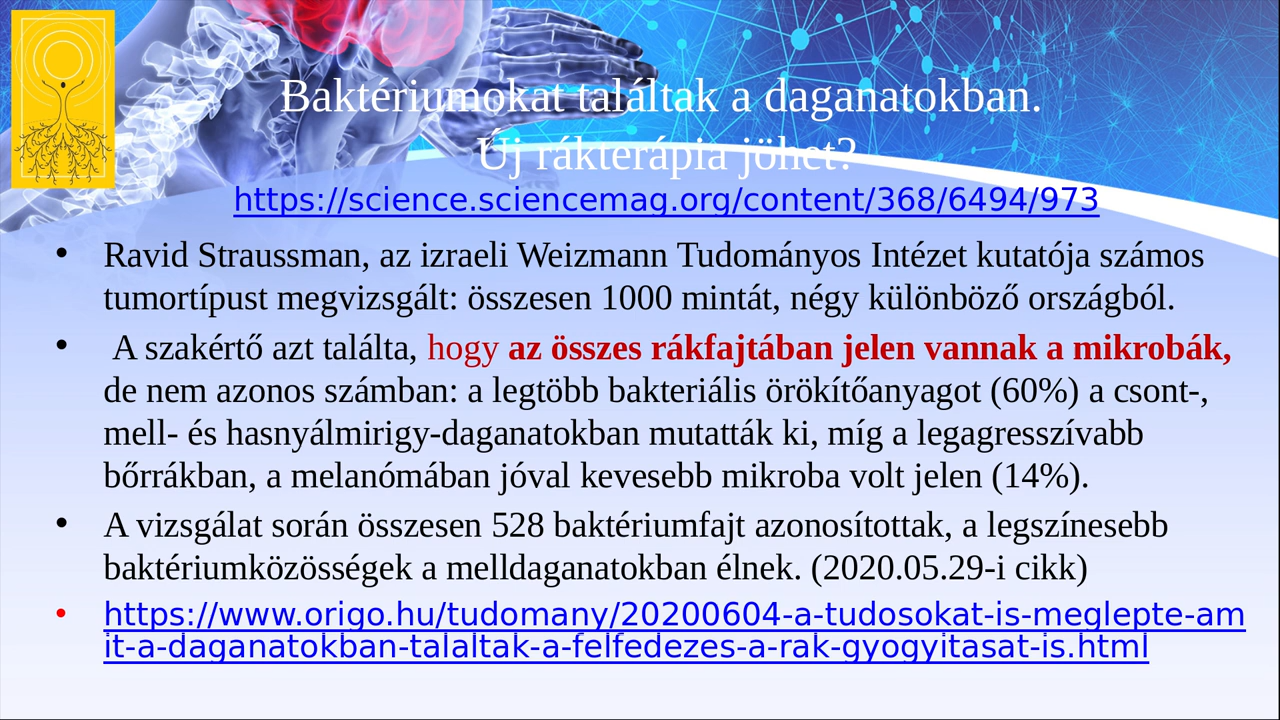 Baktériumokat találtak a daganatokban.
Új rákterápia jöhet?
https://science.sciencemag.org/content/368/6494/973
• Ravid Straussman, az izraeli Weizmann Tudományos Intézet kutatója számos
tumortípust megvizsgált: összesen 1000 mintát, négy különböző országból.
• A szakértő azt találta, hogy az összes rákfajtában jelen vannak a mikrobák,
de nem azonos számban: a legtöbb bakteriális örökítőanyagot (60%) a csont-,
mell- és hasnyálmirigy-daganatokban mutatták ki, míg a legagresszívabb
bőrrákban, a melanómában jóval kevesebb mikroba volt jelen (14%).
• A vizsgálat során összesen 528 baktériumfajt azonosítottak, a legszínesebb
baktériumközösségek a melldaganatokban élnek. (2020.05.29-i cikk)
• https://www.origo.hu/tudomany/20200604-a-tudosokat-is-meglepte-am
it-a-daganatokban-talaltak-a-felfedezes-a-rak-gyogyitasat-is.html